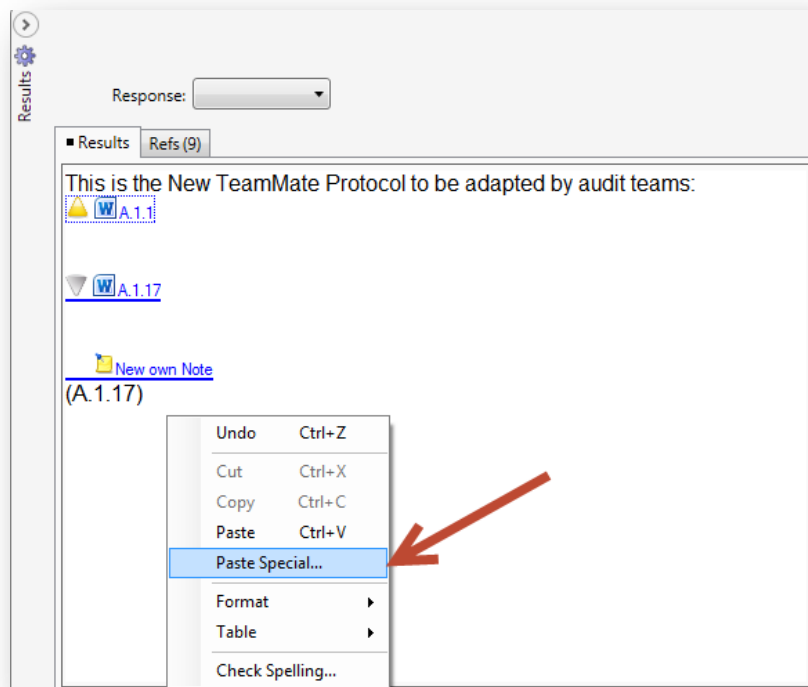 Results
Response:
Results
Refs (9)
This is the New TeamMate Protocol to be adapted by audit teams:
A.1.1
A.1.17
New own Note
(A.1.17)
Undo Ctrl+Z
Cut Ctrl+X
Copy Ctrl+C
Paste Ctrl+V
Paste Special...
Format
Table
Check Spelling...